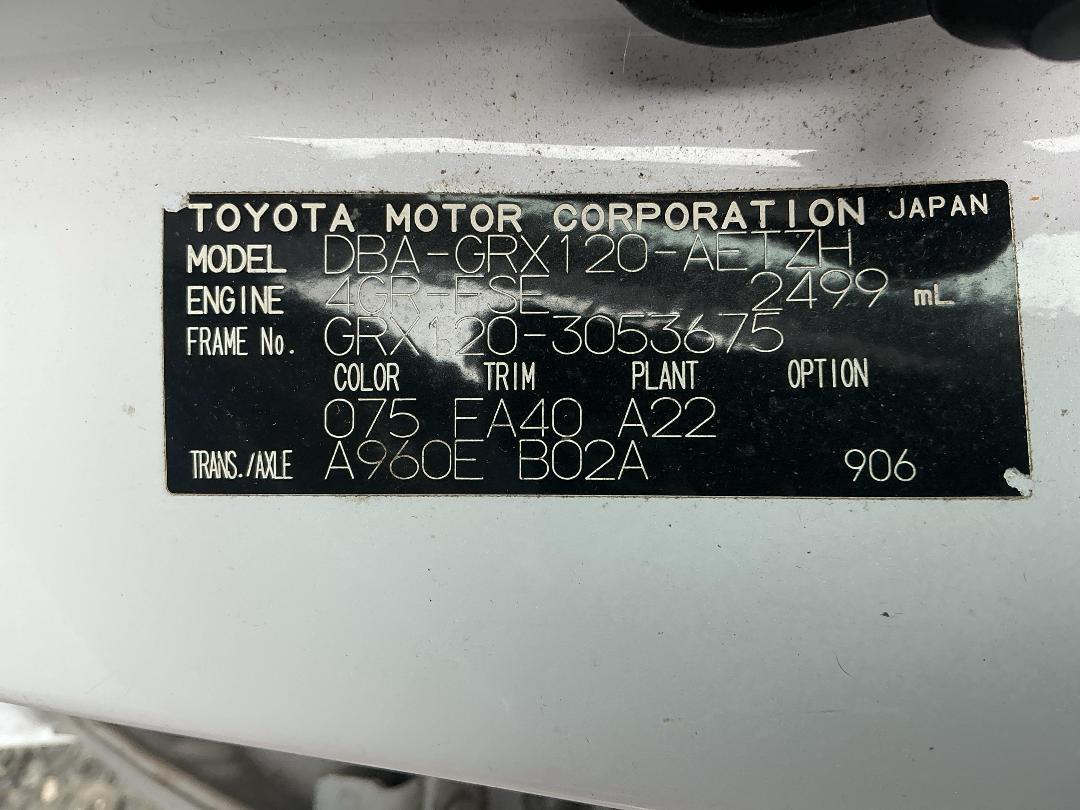 TOYOTA MOTOR CORPORATION JAPAN
MODEL DBA-GRX120-AETZH
ENGINE 4GR-FSE 2499 mL
FRAME No. GRX120-3053675
COLOR TRIM PLANT OPTION
075 EA40 A22
TRANS./AXLE A960E B02A 906